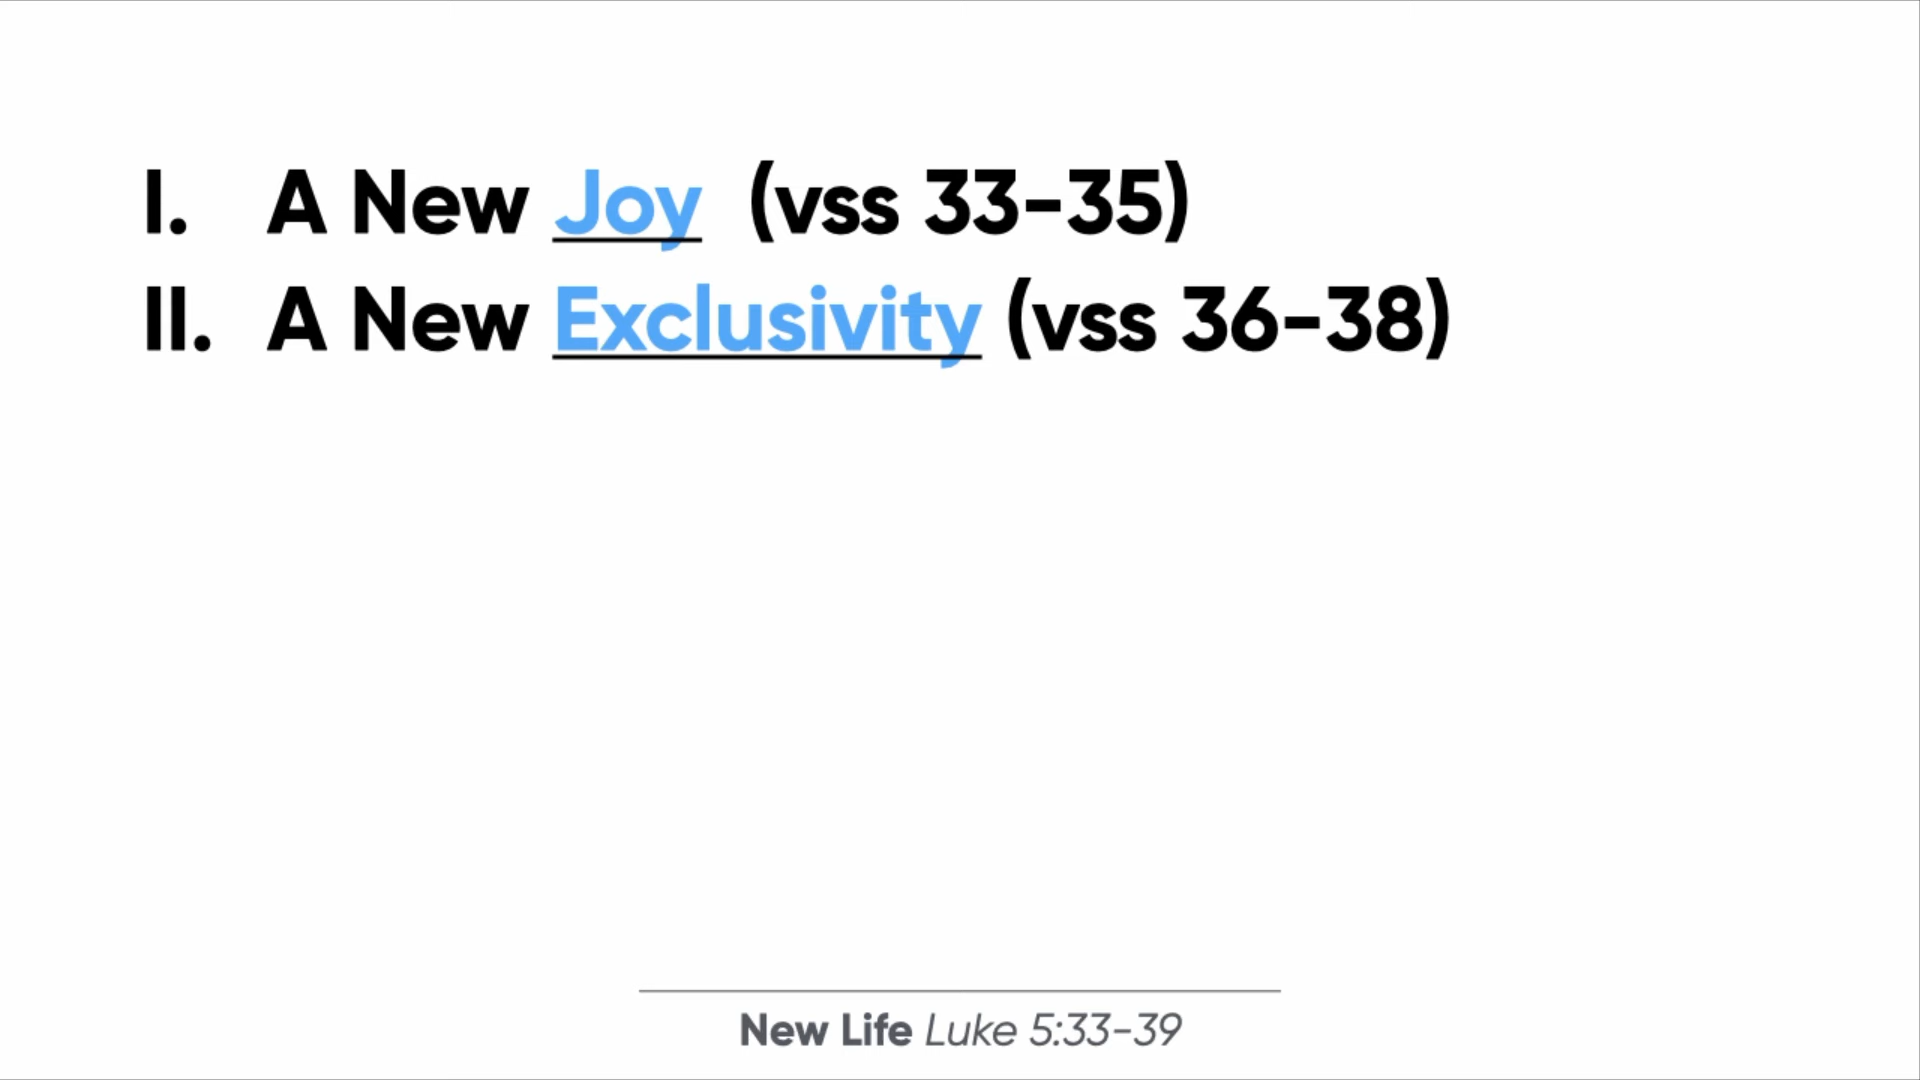 I. A New Joy (vss 33-35)
II. A New Exclusivity (vss 36-38)
New Life Luke 5:33-39